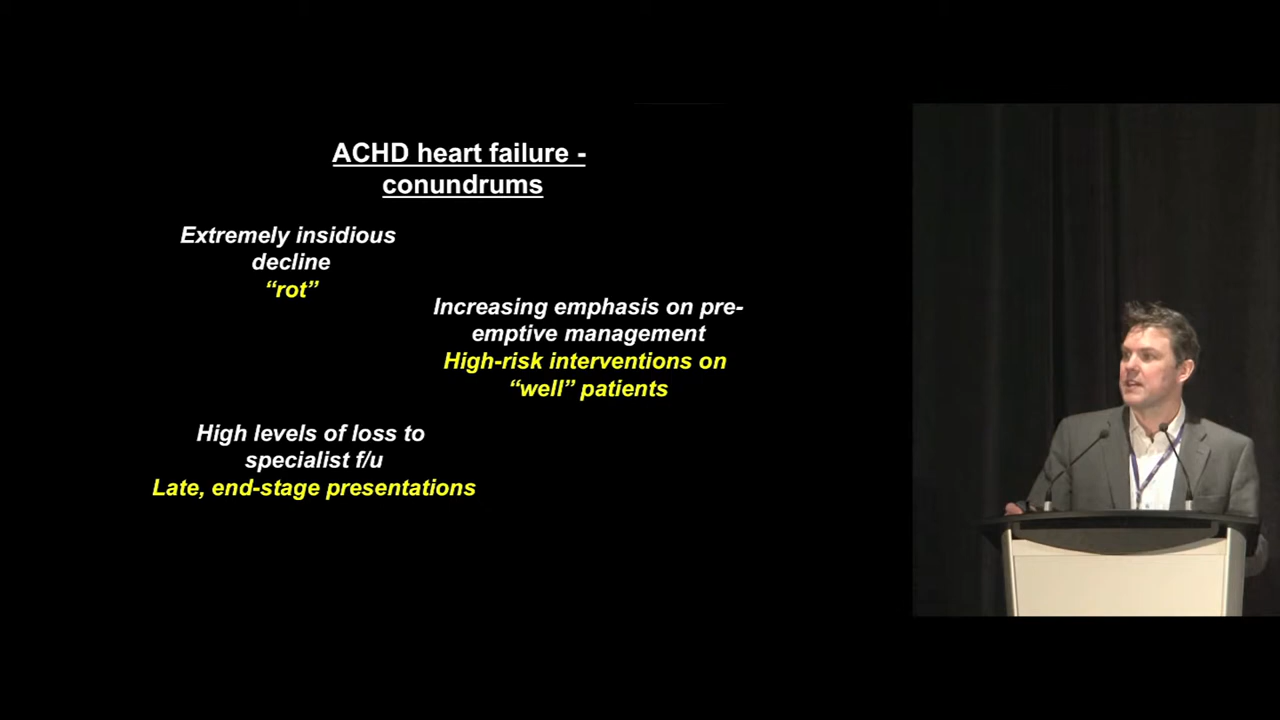 ACHD heart failure -
conundrums
Extremely insidious
decline
“rot”
Increasing emphasis on pre-
emptive management
High-risk interventions on
“well” patients
High levels of loss to
specialist f/u
Late, end-stage presentations